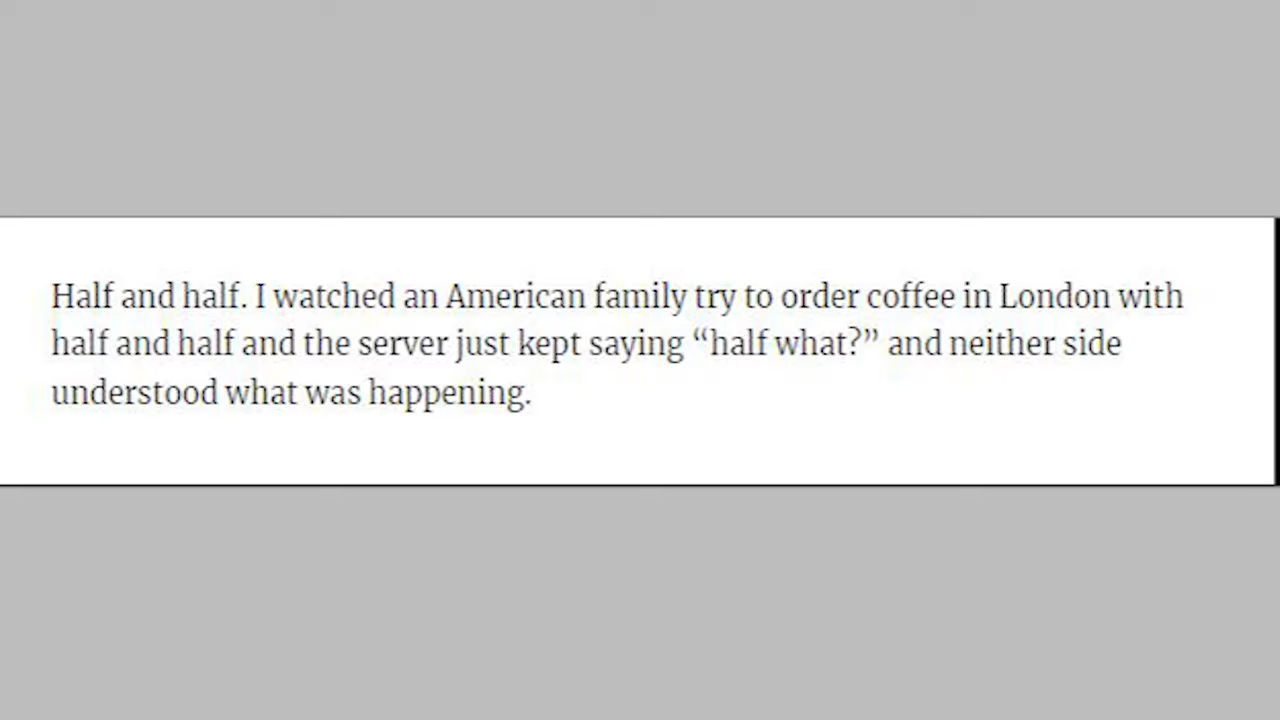 Half and half. I watched an American family try to order coffee in London with
half and half and the server just kept saying “half what?” and neither side
understood what was happening.